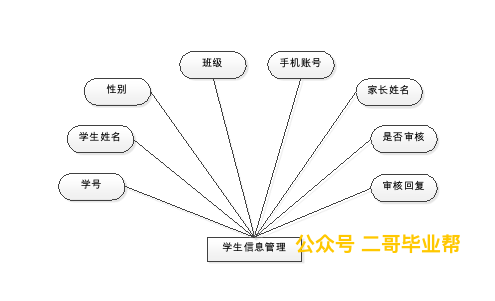 班级
手机账号
性别
家长姓名
学生姓名
是否审核
学号
审核回复
学生信息管理
公众号 二哥毕业帮